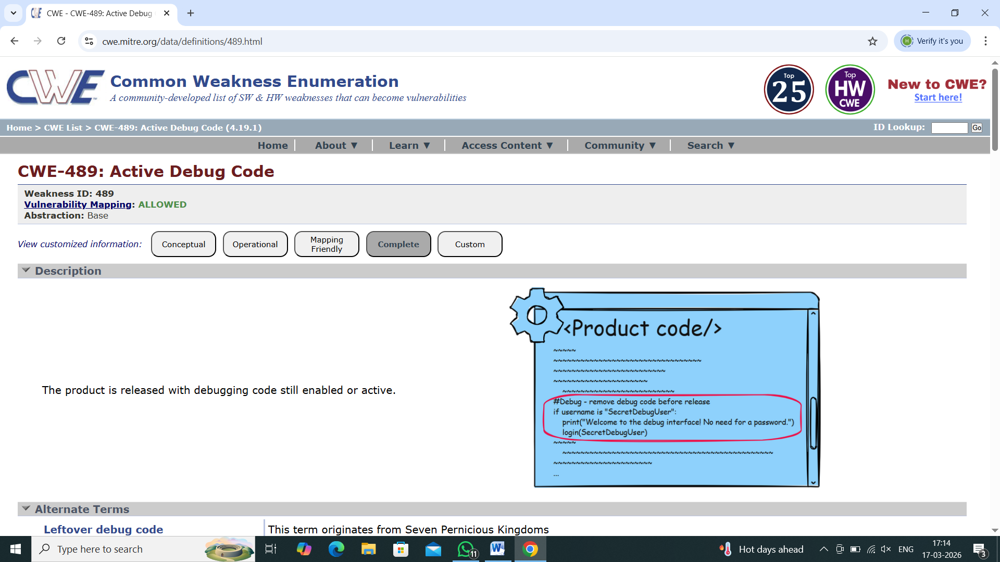 CWE - CWE-489: Active Debug
cwe.mitre.org/data/definitions/489.html
H
Verify it's you
CWE
Common Weakness Enumeration
A community-developed list of SW & HW weaknesses that can become vulnerabilities
Top
25
Top
HW
CWE
New to CWE?
Start here!
Home > CWE List > CWE-489: Active Debug Code (4.19.1)
ID Lookup:
Go
Home
About ▼
Learn ▼
Access Content ▼
Community ▼
Search ▼
CWE-489: Active Debug Code
Weakness ID: 489
Vulnerability Mapping: ALLOWED
Abstraction: Base
View customized information:
Conceptual
Operational
Mapping
Friendly
Complete
Custom
Description
The product is released with debugging code still enabled or active.
<Product code/>
#Debug - remove debug code before release
if username is "SecretDebugUser":
print("Welcome to the debug interface! No need for a password.")
login(SecretDebugUser)
...
Alternate Terms
Leftover debug code
This term originates from Seven Pernicious Kingdoms
Type here to search
11
Hot days ahead
ENG
17:14
17-03-2026
3